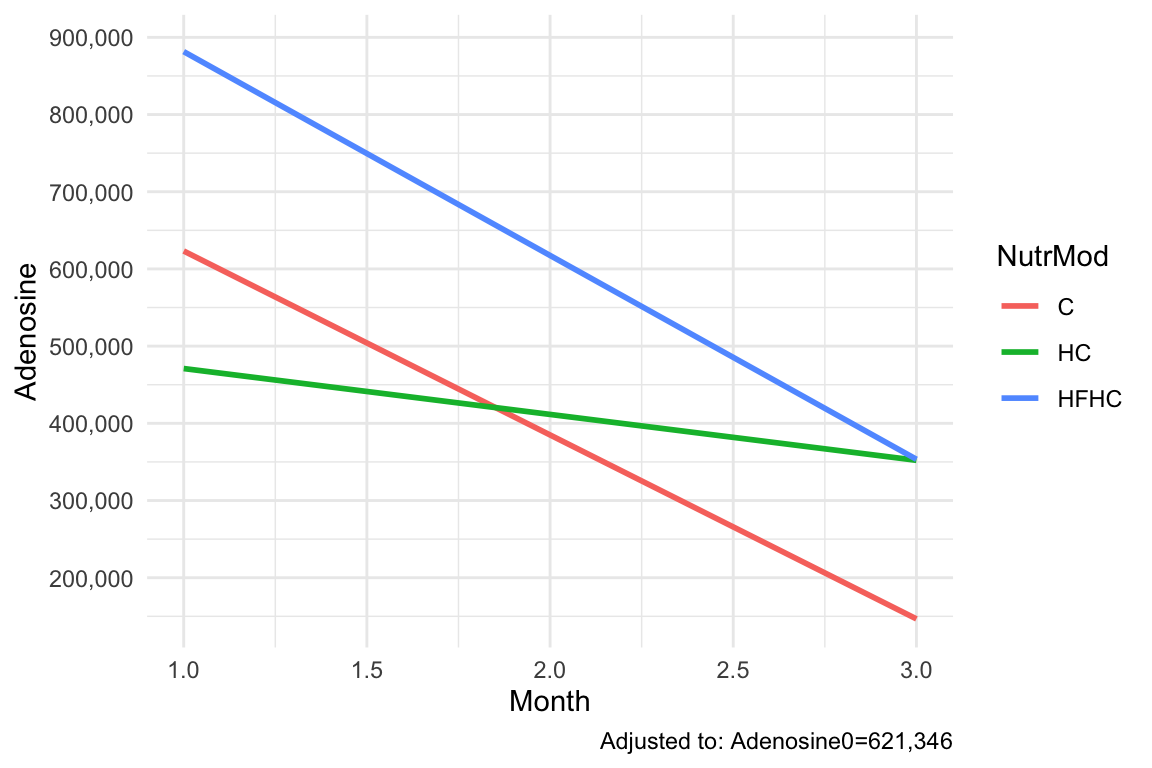 Adenosine
900,000
800,000
700,000
600,000
500,000
400,000
300,000
200,000
1.0 1.5 2.0 2.5 3.0
Month
Adjusted to: Adenosine0=621,346
NutrMod
C
HC
HFHC